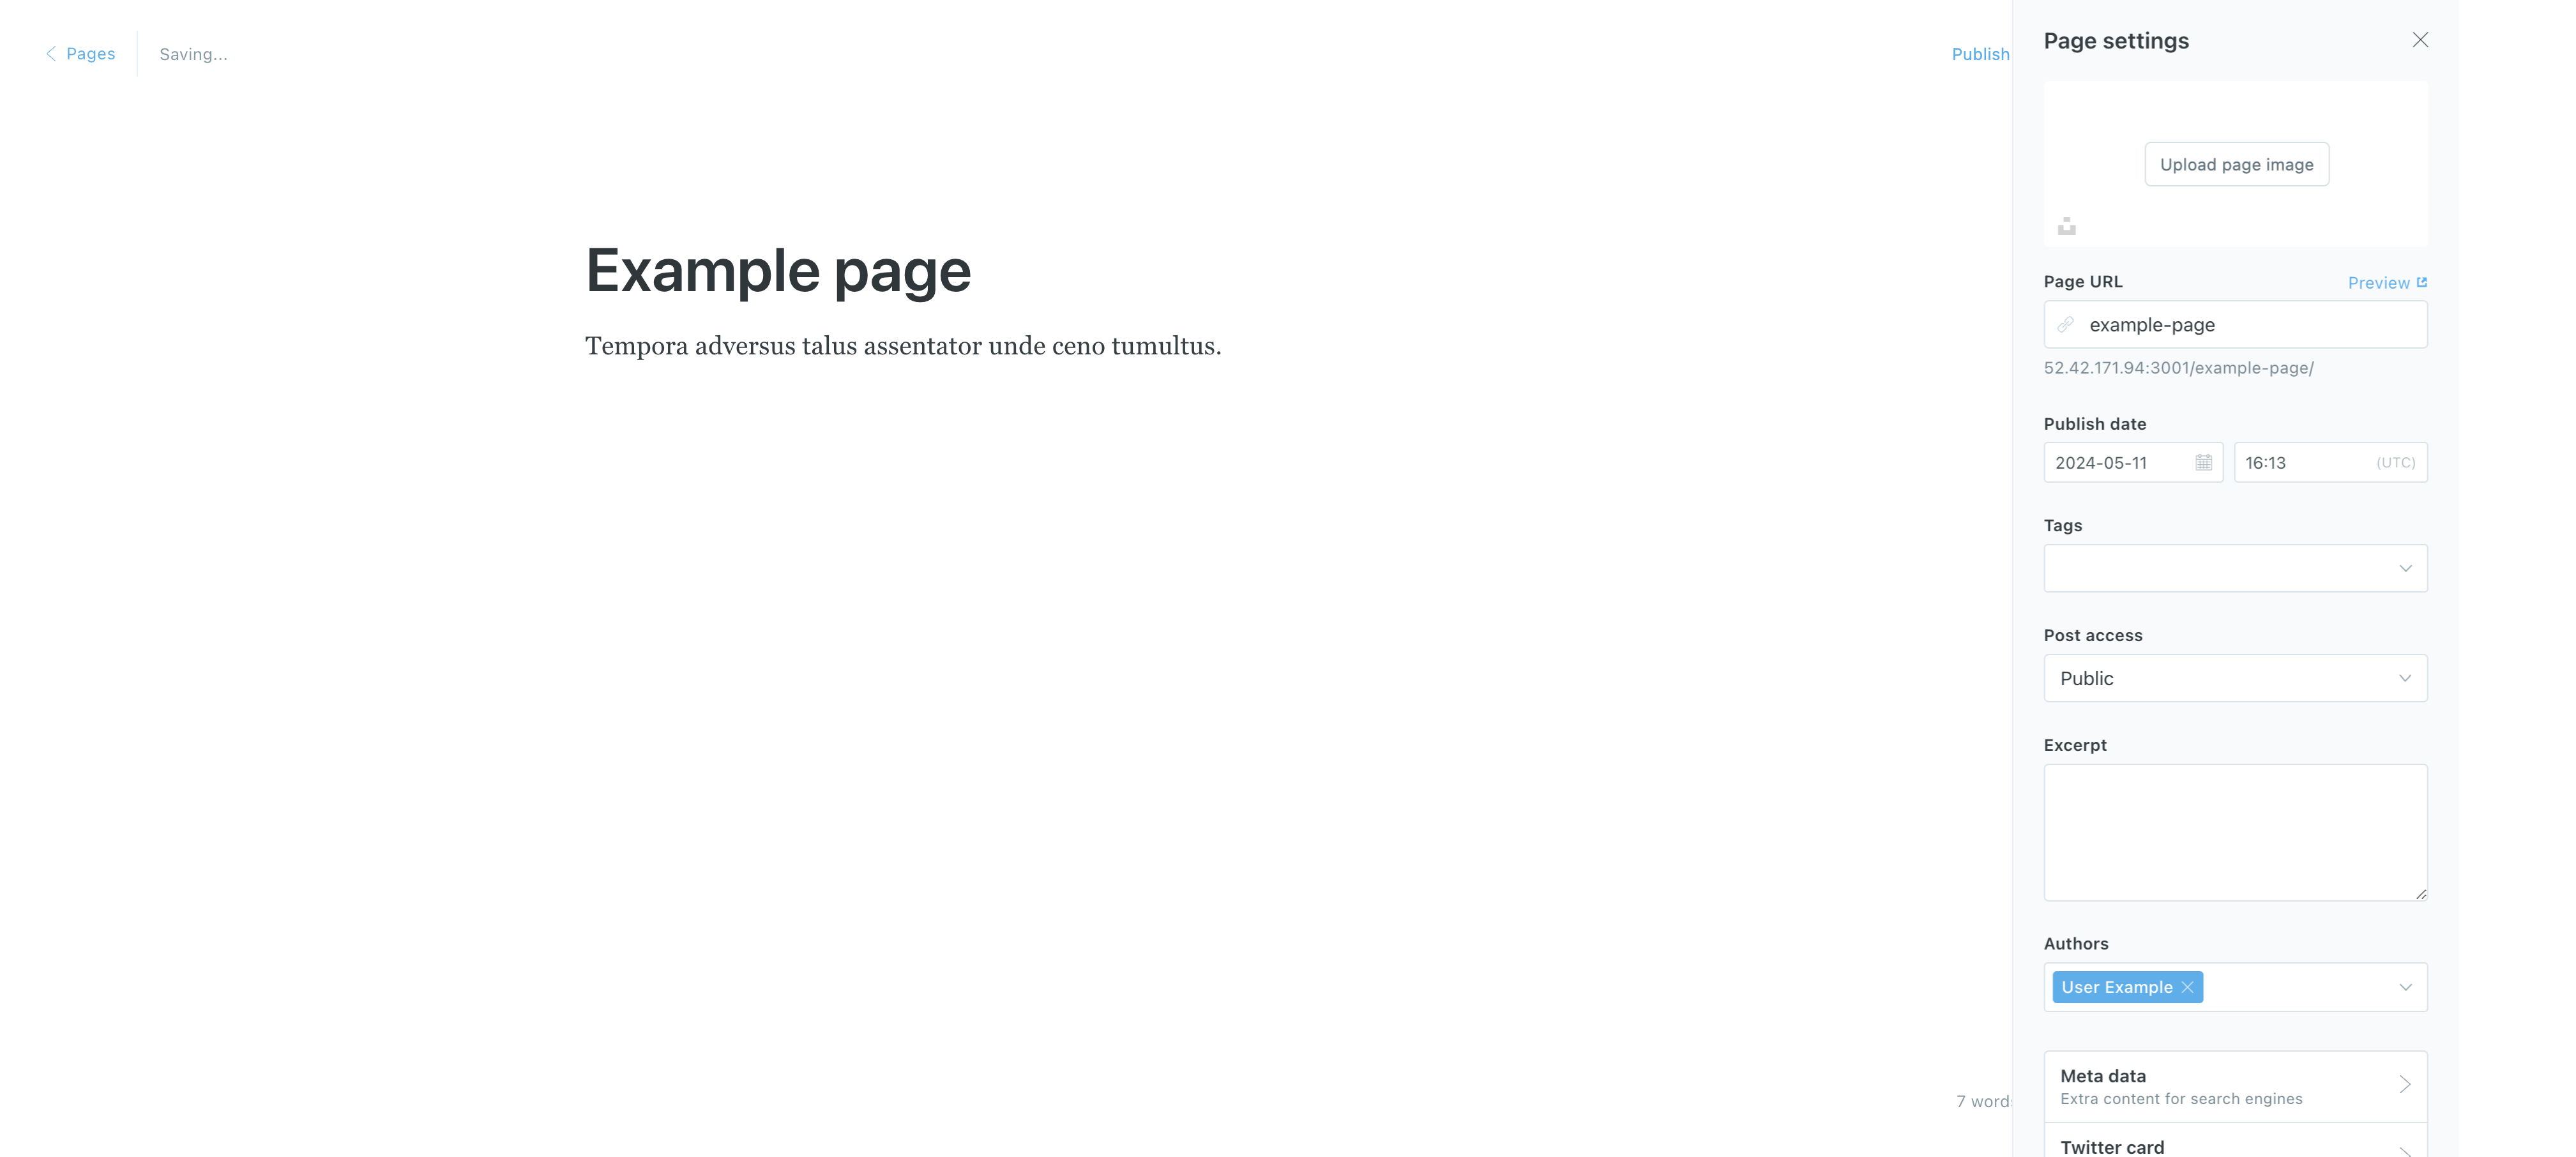 Pages
Saving...
Publish
Example page
Tempora adversus talus assentator unde ceno tumultus.
7 words
Page settings
Upload page image
Page URL
Preview
example-page
52.42.171.94:3001/example-page/
Publish date
2024-05-11
16:13
(UTC)
Tags
Post access
Public
Excerpt
Authors
User Example
Meta data
Extra content for search engines
Twitter card